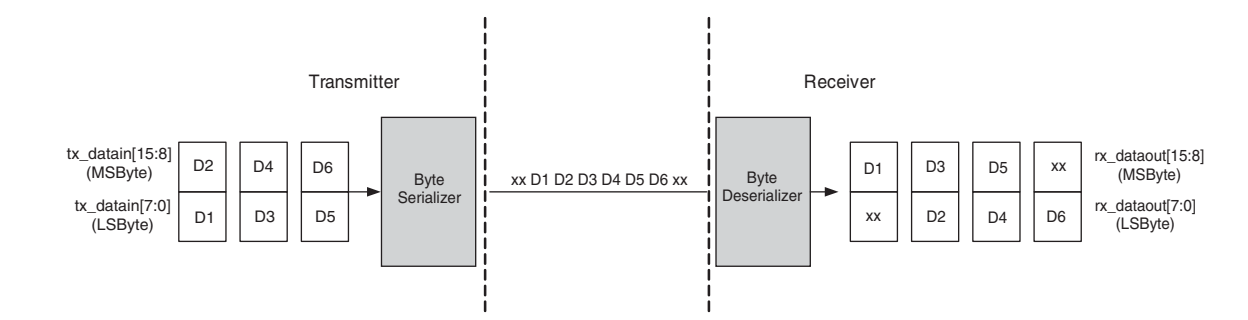 Transmitter
Receiver
tx_datain[15:8]
(MSByte)
D2 D4 D6
tx_datain[7:0]
(LSByte)
D1 D3 D5
Byte
Serializer
xx D1 D2 D3 D4 D5 D6 xx
Byte
Deserializer
D1 D3 D5 xx
rx_dataout[15:8]
(MSByte)
xx D2 D4 D6
rx_dataout[7:0]
(LSByte)